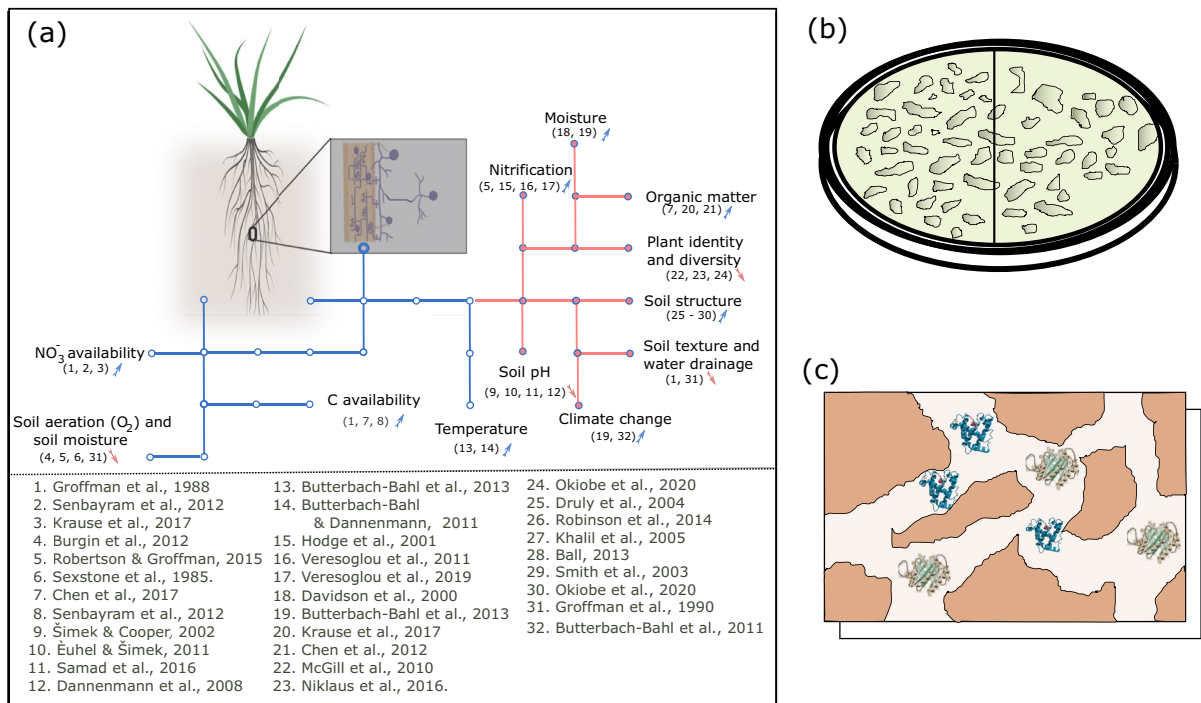 (a)
Moisture
(18, 19)
Nitrification
(5, 15, 16, 17)
Organic matter
(7, 20, 21)
Plant identity
and diversity
(22, 23, 24)
Soil structure
(25 - 30)
NO₃⁻ availability
(1, 2, 3)
Soil texture and
water drainage
(1, 31)
Soil pH
(9, 10, 11, 12)
C availability
(1, 7, 8)
Soil aeration (O₂) and
soil moisture
(4, 5, 6, 31)
Temperature
(13, 14)
Climate change
(19, 32)
1. Groffman et al., 1988
2. Senbayram et al., 2012
3. Krause et al., 2017
4. Burgin et al., 2012
5. Robertson & Groffman, 2015
6. Sexstone et al., 1985.
7. Chen et al., 2017
8. Senbayram et al., 2012
9. Šimek & Cooper, 2002
10. Èuhel & Šimek, 2011
11. Samad et al., 2016
12. Dannenmann et al., 2008
13. Butterbach-Bahl et al., 2013
14. Butterbach-Bahl
& Dannenmann, 2011
15. Hodge et al., 2001
16. Veresoglou et al., 2011
17. Veresoglou et al., 2019
18. Davidson et al., 2000
19. Butterbach-Bahl et al., 2013
20. Krause et al., 2017
21. Chen et al., 2012
22. McGill et al., 2010
23. Niklaus et al., 2016.
24. Okiobe et al., 2020
25. Druly et al., 2004
26. Robinson et al., 2014
27. Khalil et al., 2005
28. Ball, 2013
29. Smith et al., 2003
30. Okiobe et al., 2020
31. Groffman et al., 1990
32. Butterbach-Bahl et al., 2011
(b)
(c)